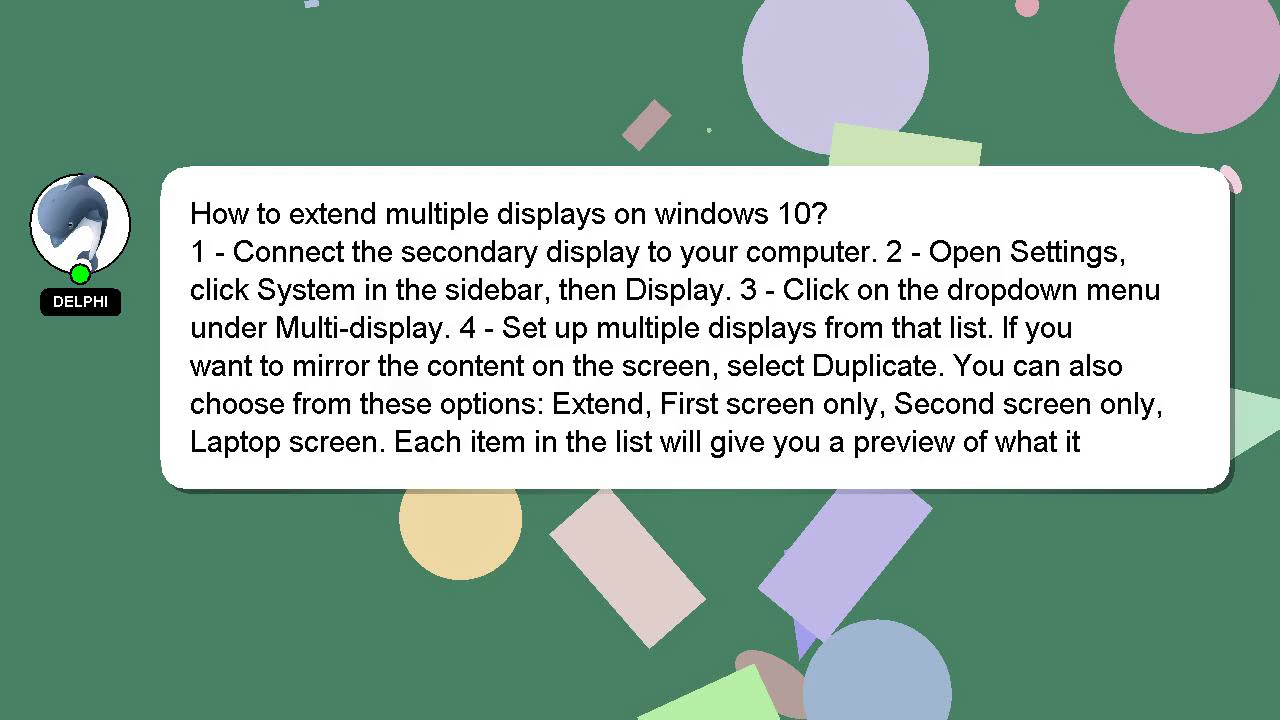 How to extend multiple displays on windows 10?
1 - Connect the secondary display to your computer. 2 - Open Settings,
click System in the sidebar, then Display. 3 - Click on the dropdown menu
under Multi-display. 4 - Set up multiple displays from that list. If you
want to mirror the content on the screen, select Duplicate. You can also
choose from these options: Extend, First screen only, Second screen only,
Laptop screen. Each item in the list will give you a preview of what it
DELPHI